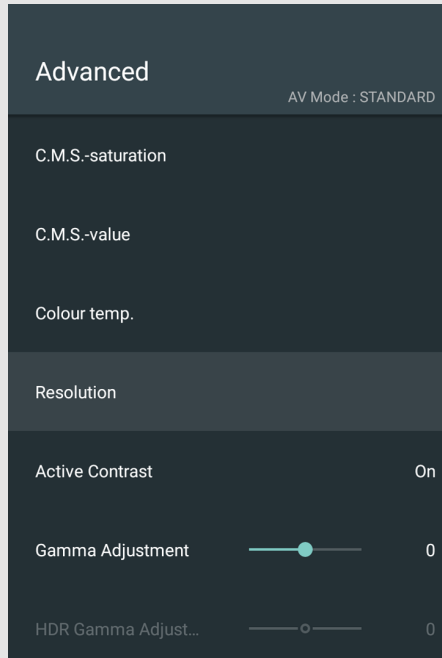 Advanced
AV Mode : STANDARD
C.M.S.-saturation
C.M.S.-value
Colour temp.
Resolution
Active Contrast On
Gamma Adjustment 0
HDR Gamma Adjust... 0